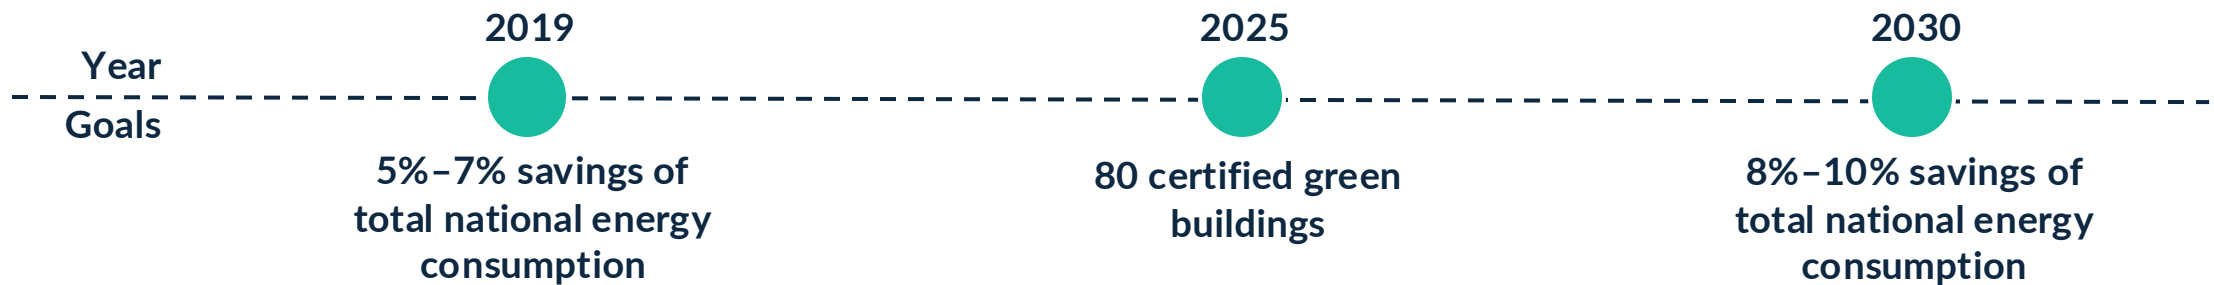 Year
Goals
2019
5%–7% savings of
total national energy
consumption
2025
80 certified green
buildings
2030
8%–10% savings of
total national energy
consumption